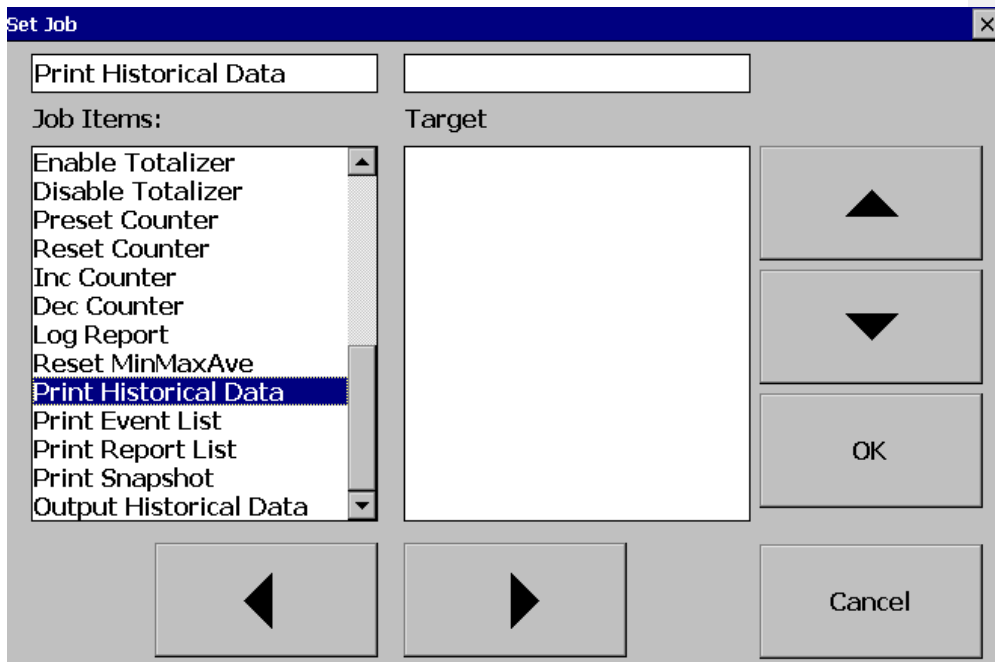 Set Job
Print Historical Data
Job Items:
Target
Enable Totalizer
Disable Totalizer
Preset Counter
Reset Counter
Inc Counter
Dec Counter
Log Report
Reset MinMaxAve
Print Historical Data
Print Event List
Print Report List
Print Snapshot
Output Historical Data
OK
Cancel